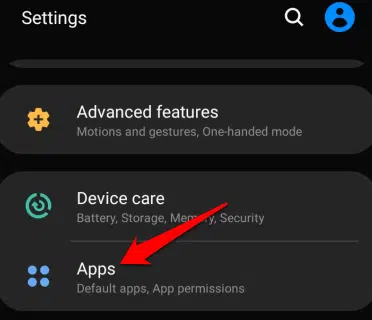 Settings
Advanced features
Motions and gestures, One-handed mode
Device care
Battery, Storage, Memory, Security
Apps
Default apps, App permissions